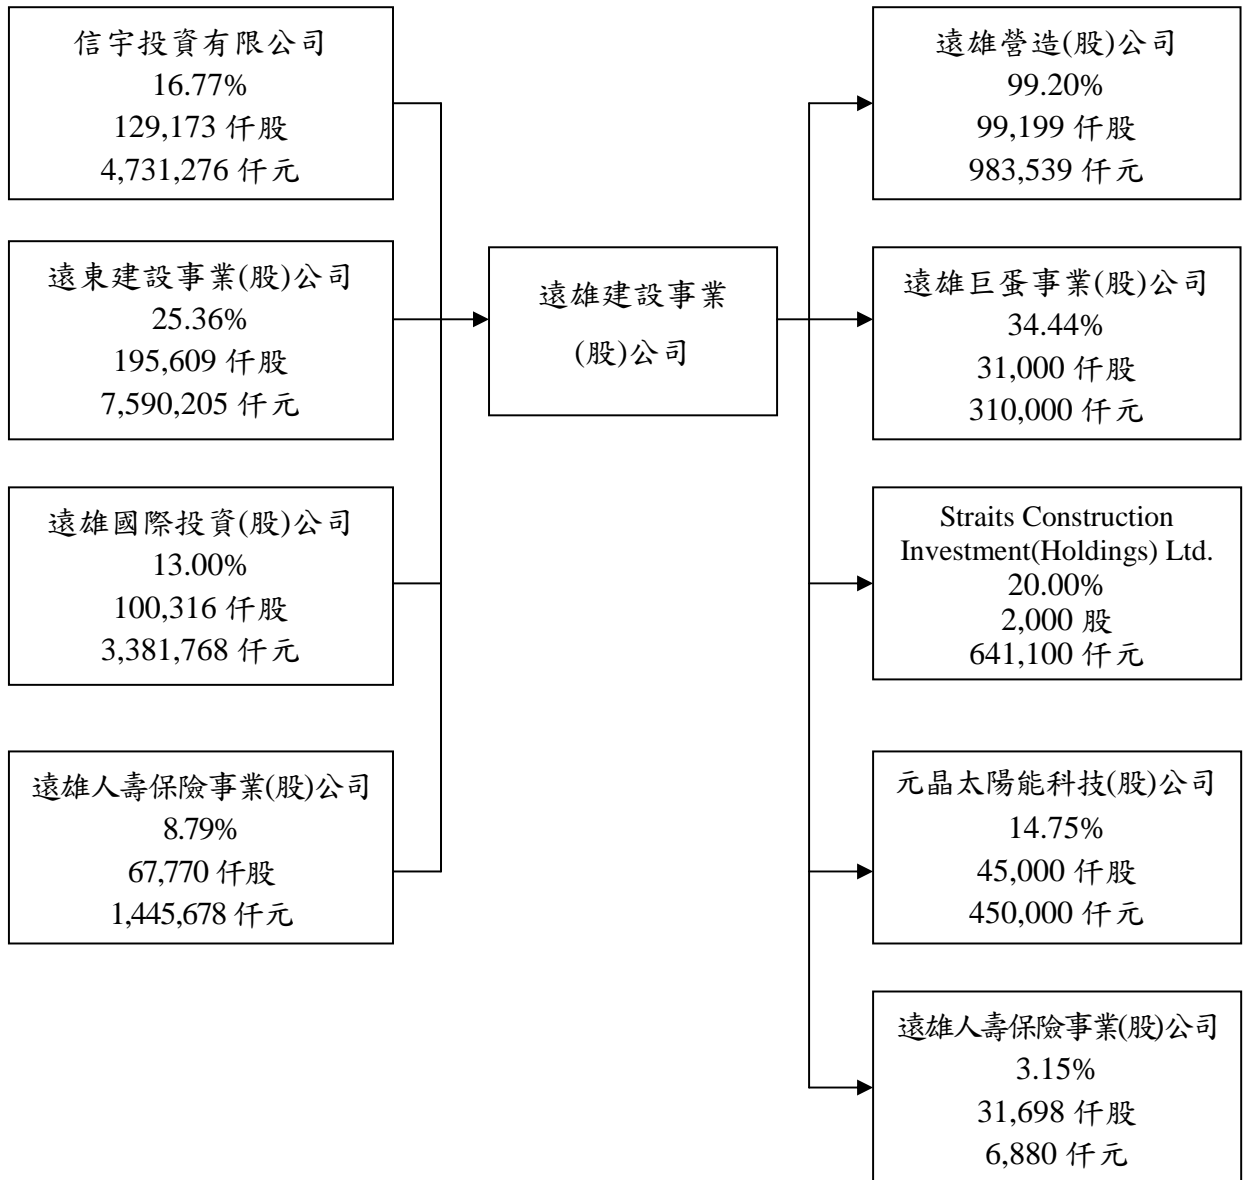 信宇投資有限公司
16.77%
129,173 仟股
4,731,276 仟元
遠東建設事業(股)公司
25.36%
195,609 仟股
7,590,205 仟元
遠雄國際投資(股)公司
13.00%
100,316 仟股
3,381,768 仟元
遠雄人壽保險事業(股)公司
8.79%
67,770 仟股
1,445,678 仟元
遠雄建設事業
(股)公司
遠雄營造(股)公司
99.20%
99,199 仟股
983,539 仟元
遠雄巨蛋事業(股)公司
34.44%
31,000 仟股
310,000 仟元
Straits Construction
Investment(Holdings) Ltd.
20.00%
2,000 股
641,100 仟元
元晶太陽能科技(股)公司
14.75%
45,000 仟股
450,000 仟元
遠雄人壽保險事業(股)公司
3.15%
31,698 仟股
6,880 仟元